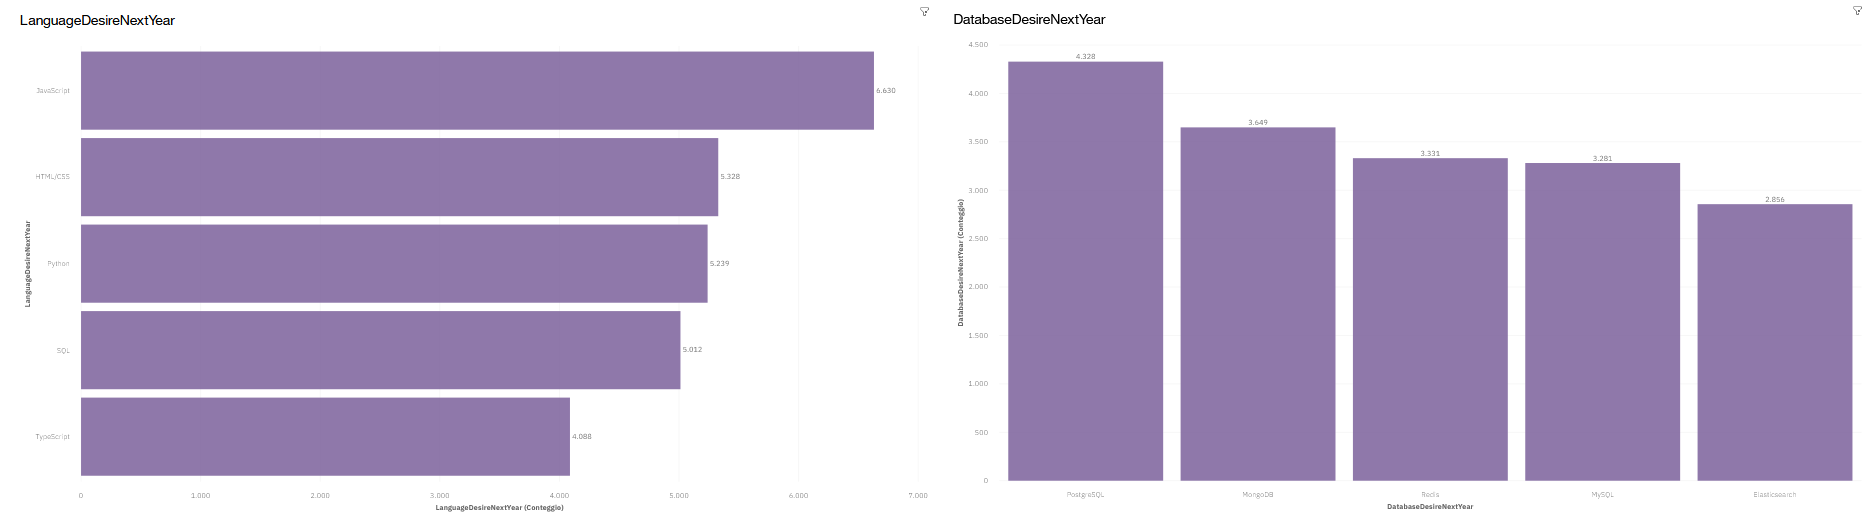 LanguageDesireNextYear
JavaScript
6.630
HTML/CSS
5.328
Python
5.239
SQL
5.012
TypeScript
4.088
LanguageDesireNextYear
0 1.000 2.000 3.000 4.000 5.000 6.000 7.000
LanguageDesireNextYear (Conteggio)
DatabaseDesireNextYear
4.500
4.000
3.500
3.000
2.500
2.000
1.500
1.000
500
0
DatabaseDesireNextYear (Conteggio)
4.328
3.649
3.331
3.281
2.856
PostgreSQL MongoDB Redis MySQL Elasticsearch
DatabaseDesireNextYear